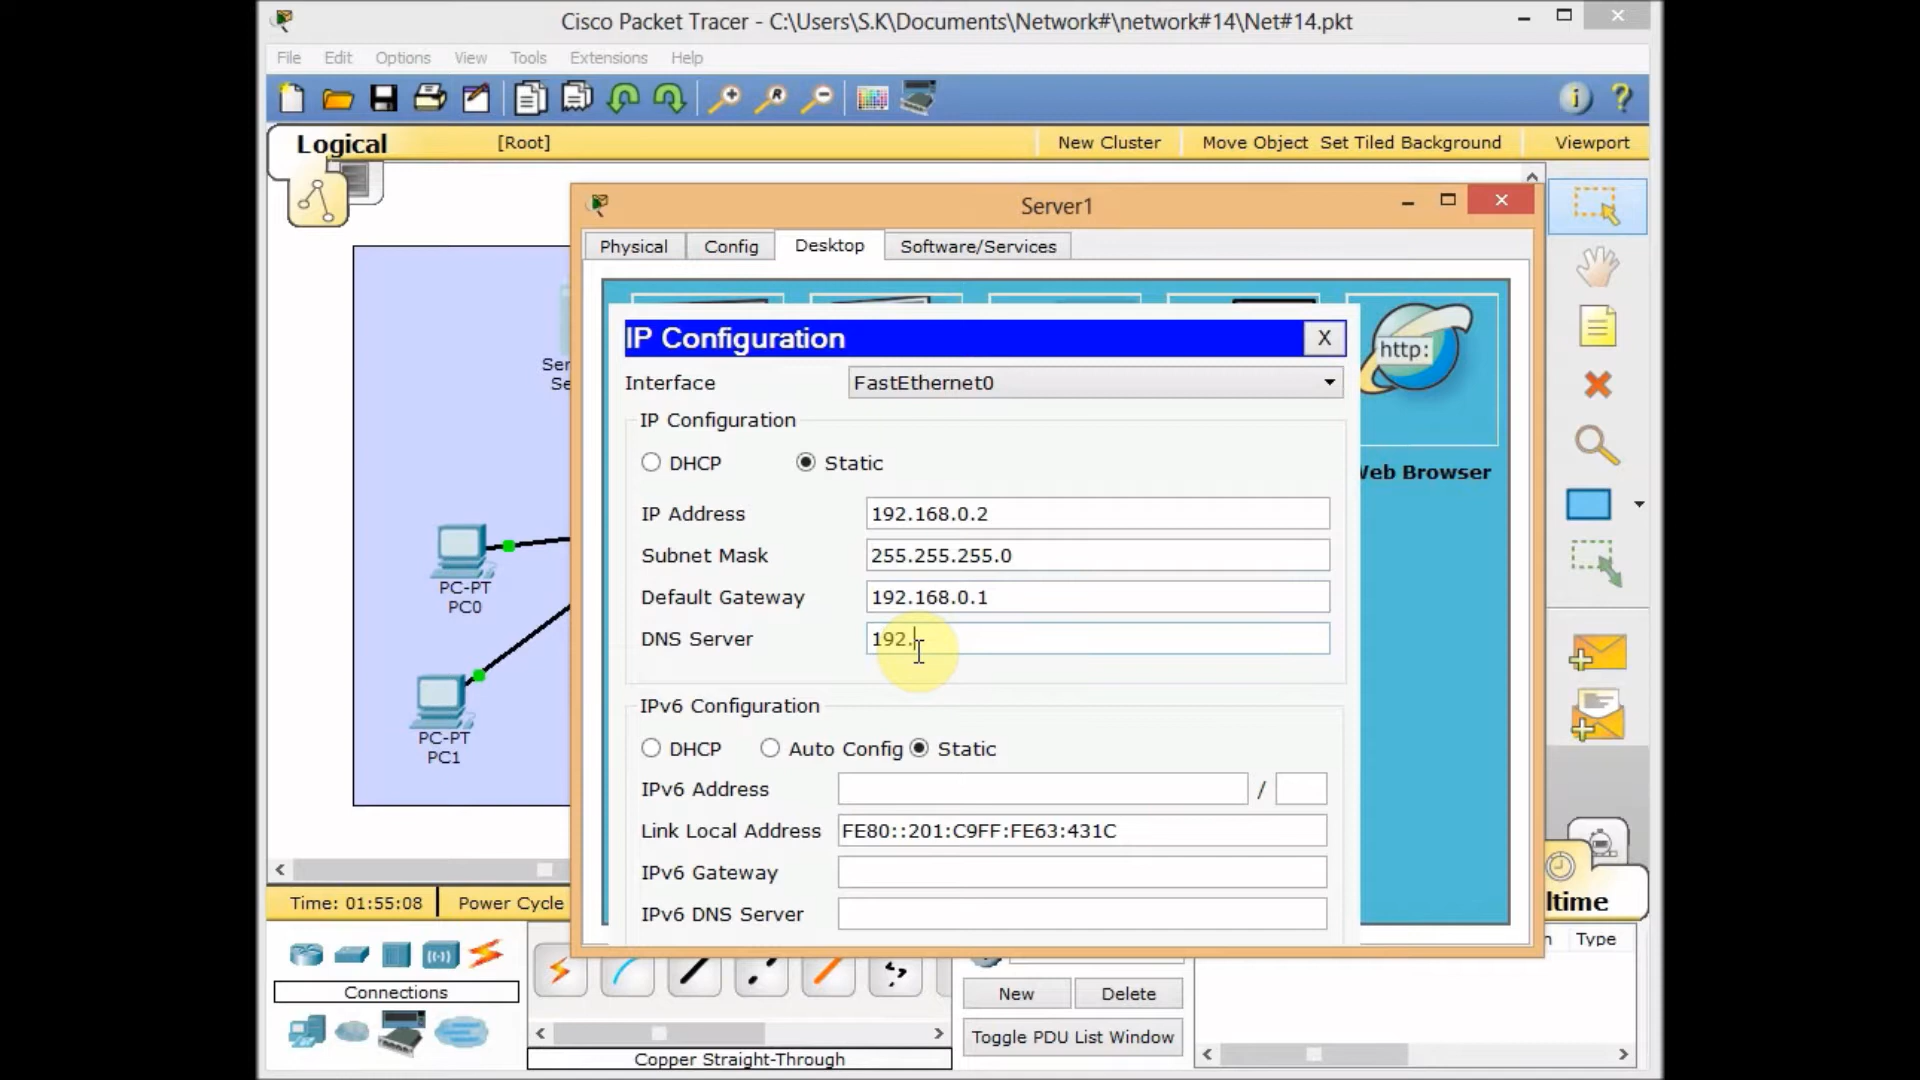 Cisco Packet Tracer - C:\Users\S.K\Documents\Network#\network#14\Net#14.pkt
File Edit Options View Tools Extensions Help
Logical [Root] New Cluster Move Object Set Tiled Background Viewport
Server1
Physical Config Desktop Software/Services
IP Configuration X
http:
Interface FastEthernet0
IP Configuration
DHCP Static
Web Browser
IP Address 192.168.0.2
Subnet Mask 255.255.255.0
Default Gateway 192.168.0.1
DNS Server 192.
IPv6 Configuration
DHCP Auto Config Static
IPv6 Address /
Link Local Address FE80::201:C9FF:FE63:431C
IPv6 Gateway
IPv6 DNS Server
Ser
Se
PC-PT
PC0
PC-PT
PC1
Time: 01:55:08 Power Cycle
ltime
Type
Connections
New Delete
Toggle PDU List Window
Copper Straight-Through